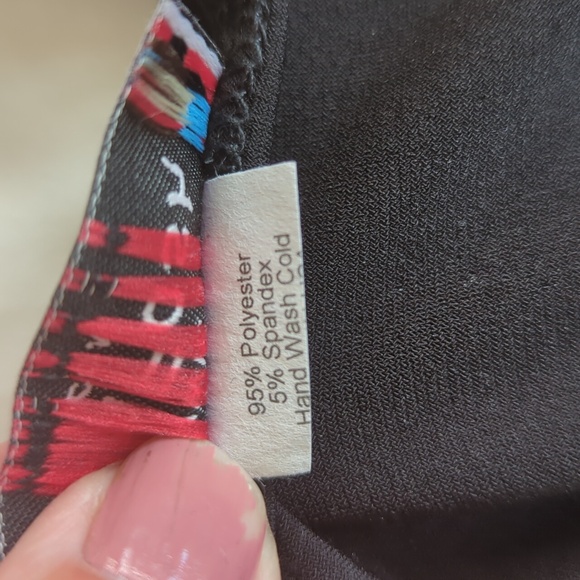 95% Polyester
5% Spandex
Hand Wash Cold